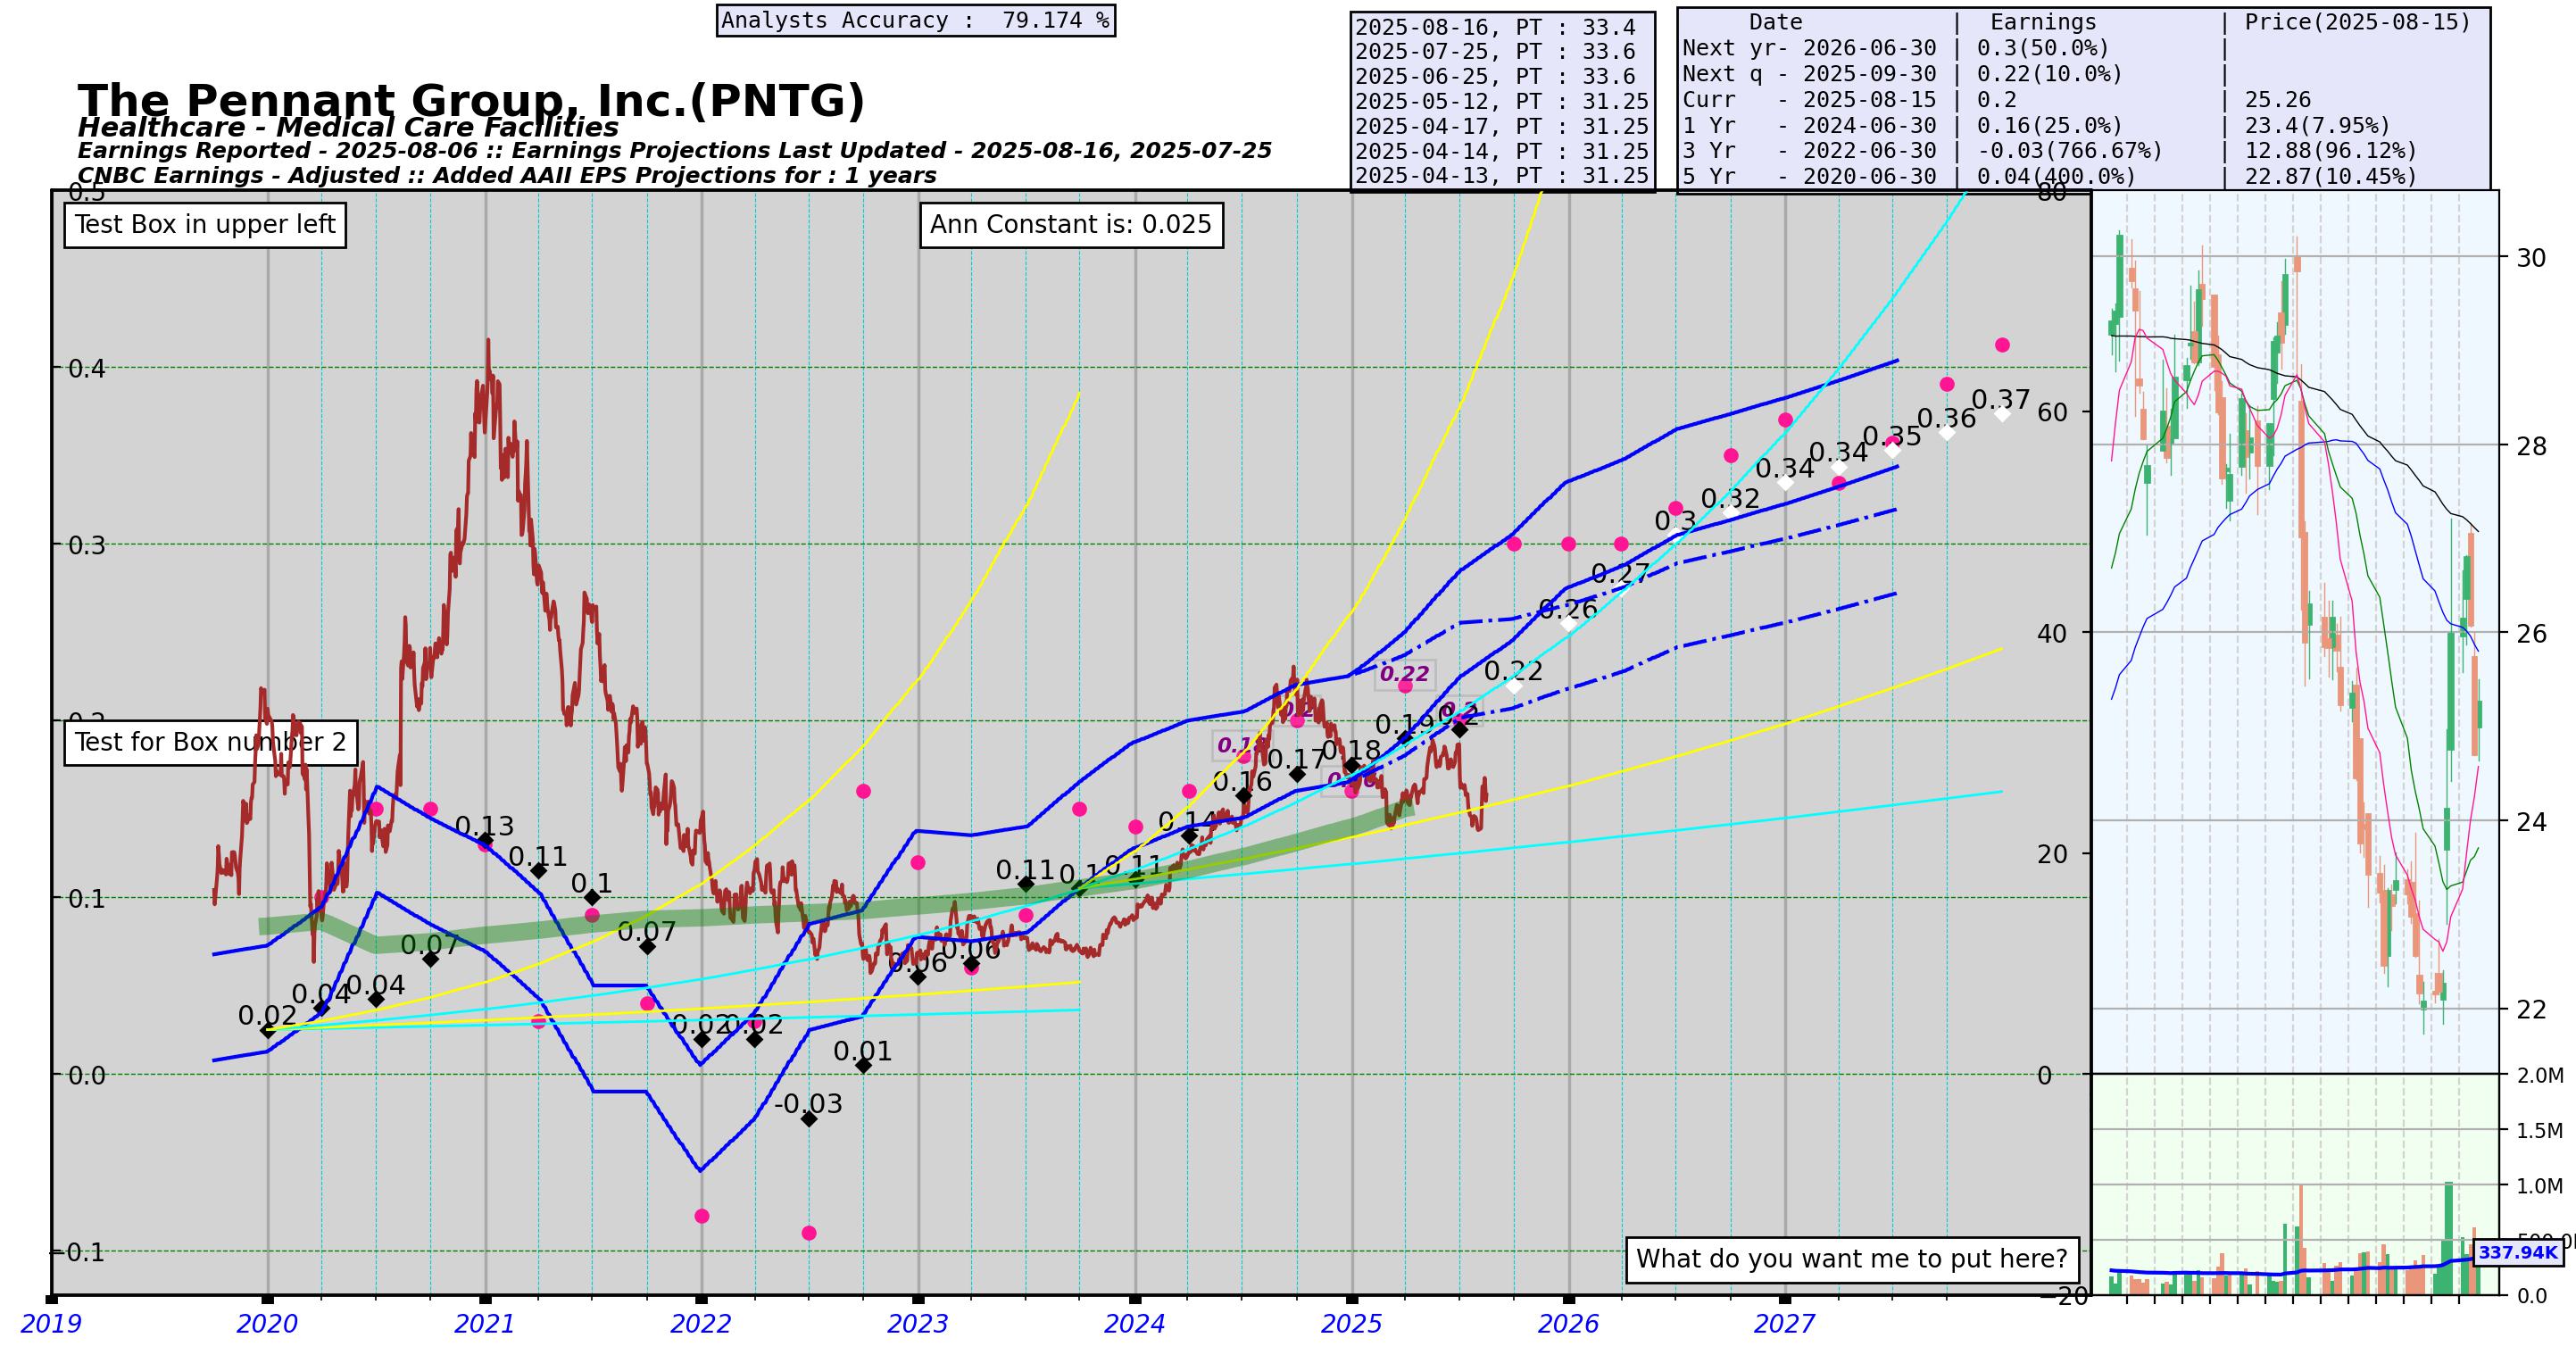 Analysts Accuracy :  79.174 %
2025-08-16, PT : 33.4
2025-07-25, PT : 33.6
2025-06-25, PT : 33.6
2025-05-12, PT : 31.25
2025-04-17, PT : 31.25
2025-04-14, PT : 31.25
2025-04-13, PT : 31.25
Date | Earnings | Price(2025-08-15)
Next yr- 2026-06-30 | 0.3(50.0%) |
Next q - 2025-09-30 | 0.22(10.0%) |
Curr - 2025-08-15 | 0.2 | 25.26
1 Yr - 2024-06-30 | 0.16(25.0%) | 23.4(7.95%)
3 Yr - 2022-06-30 | -0.03(766.67%) | 12.88(96.12%)
5 Yr - 2020-06-30 | 0.04(400.0%) | 22.87(10.45%)
The Pennant Group, Inc.(PNTG)
Healthcare - Medical Care Facilities
Earnings Reported - 2025-08-06 :: Earnings Projections Last Updated - 2025-08-16, 2025-07-25
CNBC Earnings - Adjusted :: Added AAII EPS Projections for : 1 years
Test Box in upper left
Ann Constant is: 0.025
Test for Box number 2
What do you want me to put here?
0.5
0.4
0.3
0.2
0.1
0.0
−0.1
80
60
40
20
0
−20
0.02
0.04
0.04
0.07
0.13
0.11
0.1
0.07
0.02
0.02
-0.03
0.01
0.06
0.06
0.11
0.11
0.14
0.16
0.17
0.18
0.19
0.2
0.22
0.22
0.26
0.27
0.3
0.32
0.34
0.34
0.35
0.36
0.37
30
28
26
24
22
2.0M
1.5M
1.0M
337.94K
0.0
2019
2020
2021
2022
2023
2024
2025
2026
2027